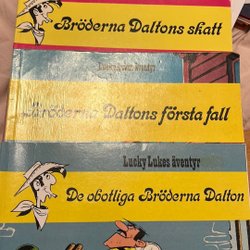 Bröderna Daltons skatt
Lucky Lukes äventyr
Bröderna Daltons första fall
Lucky Lukes äventyr
De obotliga Bröderna Dalton